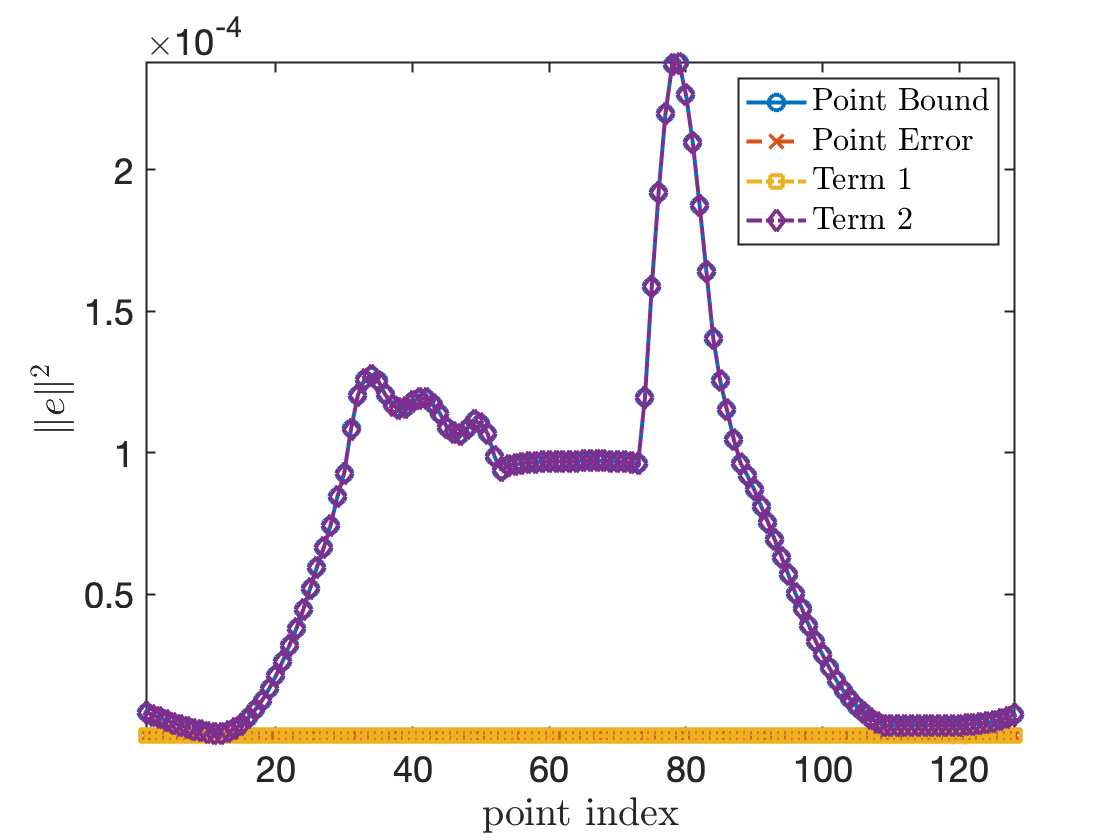 ×10⁻⁴
2
1.5
1
0.5
‖e‖²
20 40 60 80 100 120
point index
Point Bound
Point Error
Term 1
Term 2